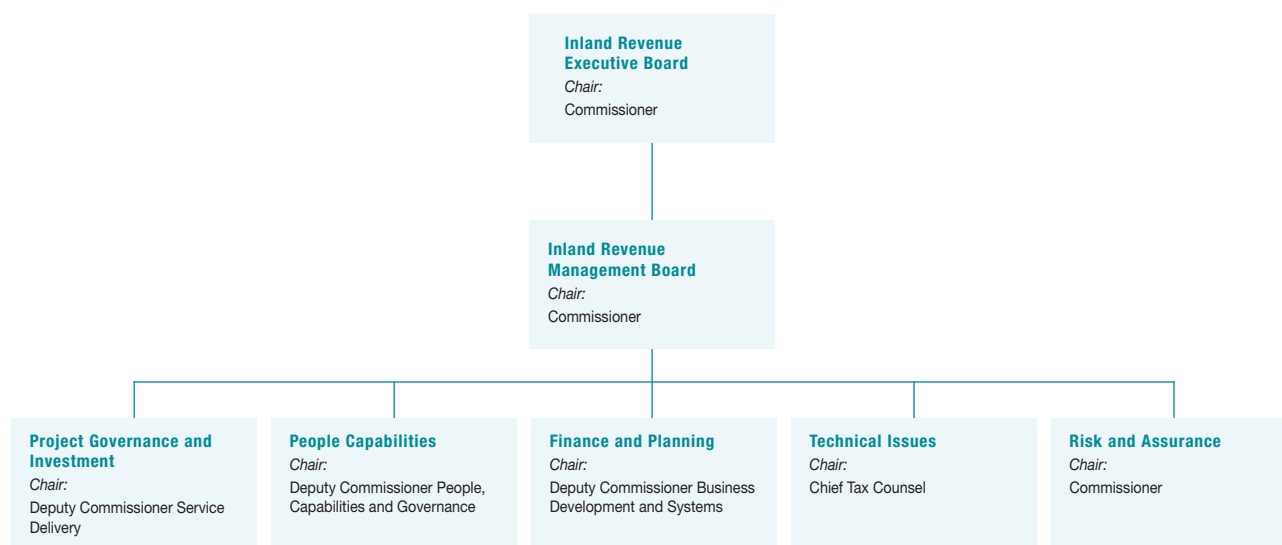 Inland Revenue
Executive Board
Chair:
Commissioner
Inland Revenue
Management Board
Chair:
Commissioner
Project Governance and
Investment
Chair:
Deputy Commissioner Service
Delivery
People Capabilities
Chair:
Deputy Commissioner People,
Capabilities and Governance
Finance and Planning
Chair:
Deputy Commissioner Business
Development and Systems
Technical Issues
Chair:
Chief Tax Counsel
Risk and Assurance
Chair:
Commissioner